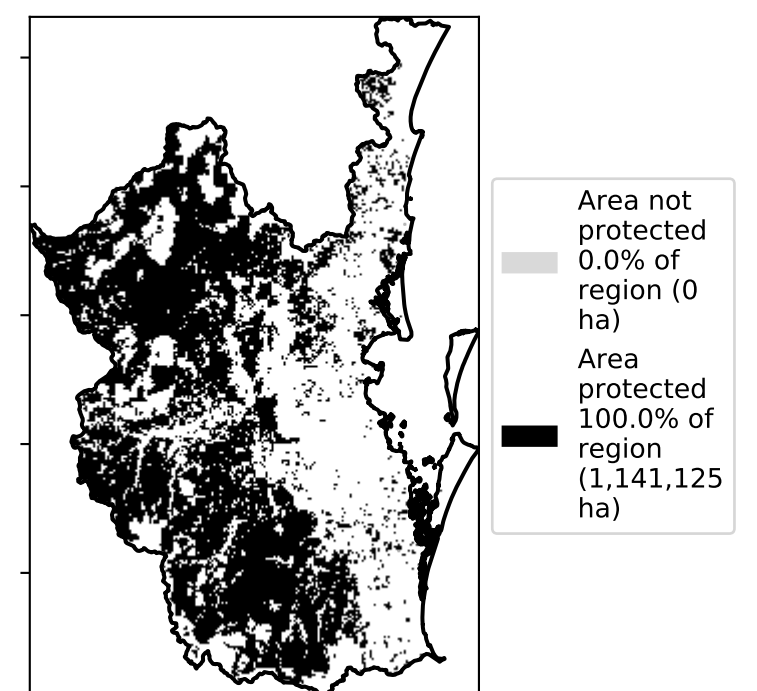 Area not
protected
0.0% of
region (0
ha)
Area
protected
100.0% of
region
(1,141,125
ha)